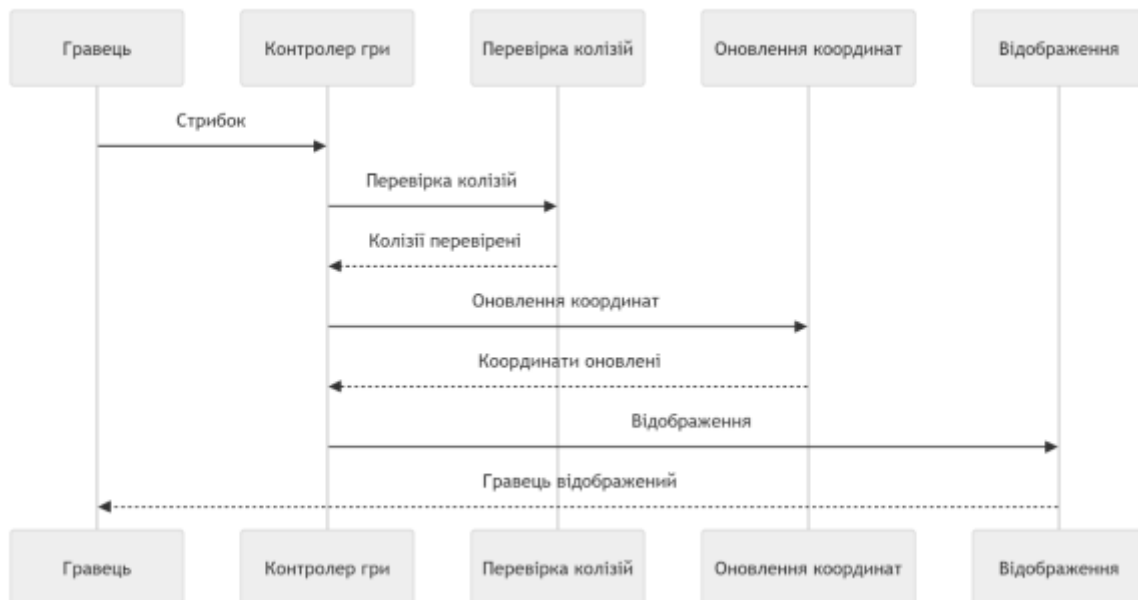 Гравець
Контролер гри
Перевірка колізій
Оновлення координат
Відображення
Стрибок
Перевірка колізій
Колізії перевірені
Оновлення координат
Координати оновлені
Відображення
Гравець відображений
Гравець
Контролер гри
Перевірка колізій
Оновлення координат
Відображення